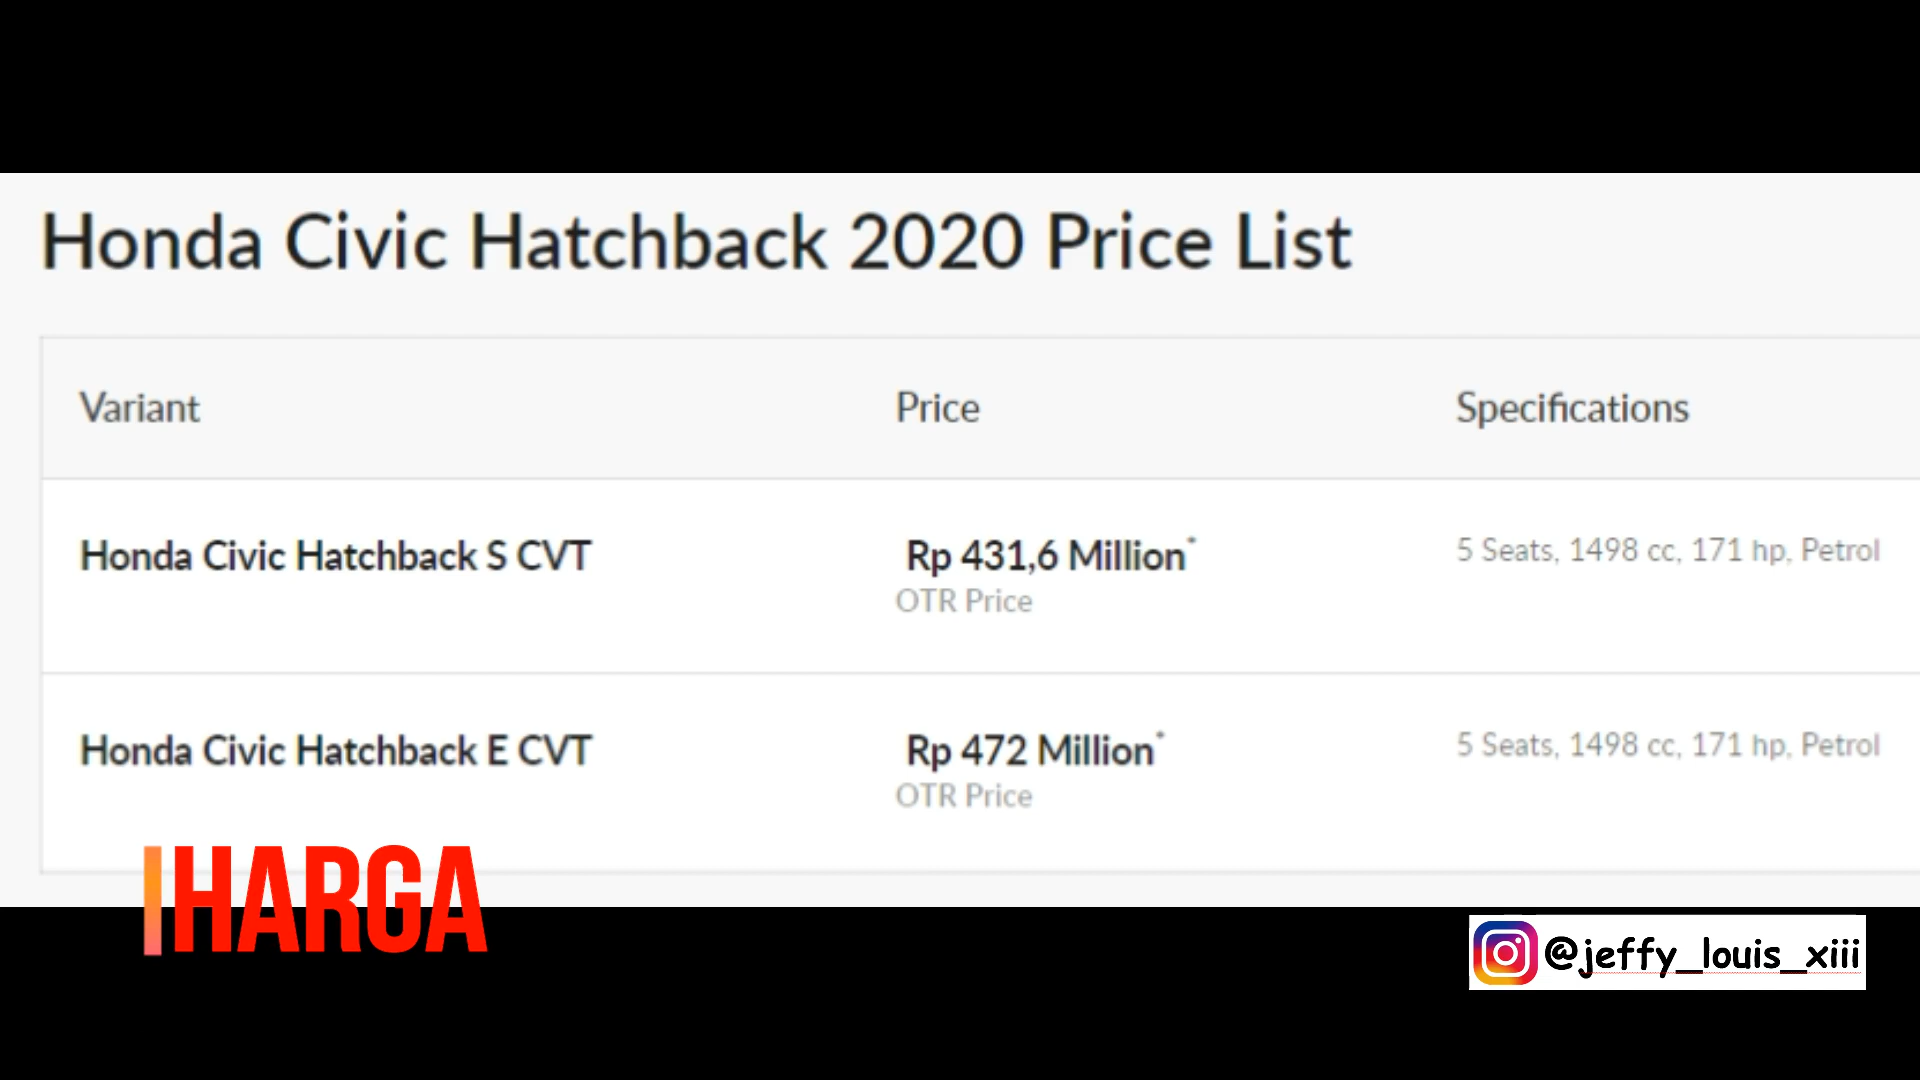 Honda Civic Hatchback 2020 Price List
Variant Price Specifications
Honda Civic Hatchback S CVT Rp 431,6 Million* 5 Seats, 1498 cc, 171 hp, Petrol
OTR Price
Honda Civic Hatchback E CVT Rp 472 Million* 5 Seats, 1498 cc, 171 hp, Petrol
OTR Price
HARGA
@jeffy_louis_xiii